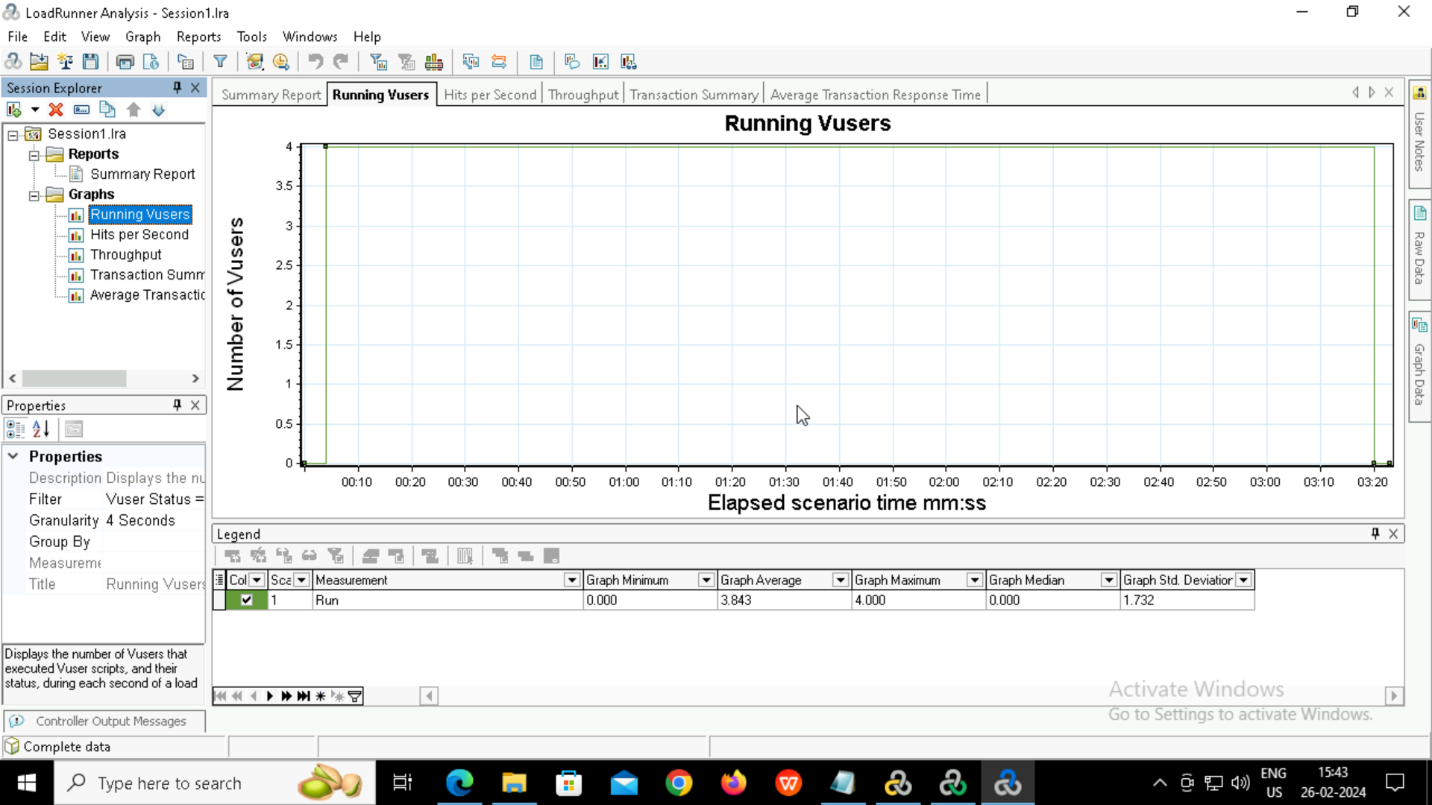 LoadRunner Analysis - Session1.lra
File Edit View Graph Reports Tools Windows Help
Session Explorer
Session1.lra
Reports
Summary Report
Graphs
Running Vusers
Hits per Second
Throughput
Transaction Summ
Average Transactic
Properties
Properties
Description Displays the nu
Filter Vuser Status =
Granularity 4 Seconds
Group By
Measureme
Title Running Vusers
Displays the number of Vusers that
executed Vuser scripts, and their
status, during each second of a load
Controller Output Messages
Complete data
Summary Report Running Vusers Hits per Second Throughput Transaction Summary Average Transaction Response Time
Running Vusers
Number of Vusers
4
3.5
3
2.5
2
1.5
1
0.5
0
00:10 00:20 00:30 00:40 00:50 01:00 01:10 01:20 01:30 01:40 01:50 02:00 02:10 02:20 02:30 02:40 02:50 03:00 03:10 03:20
Elapsed scenario time mm:ss
Legend
Col Sca Measurement Graph Minimum Graph Average Graph Maximum Graph Median Graph Std. Deviation
1 Run 0.000 3.843 4.000 0.000 1.732
User Notes
Raw Data
Graph Data
Activate Windows
Go to Settings to activate Windows.
Type here to search
ENG
US
15:43
26-02-2024